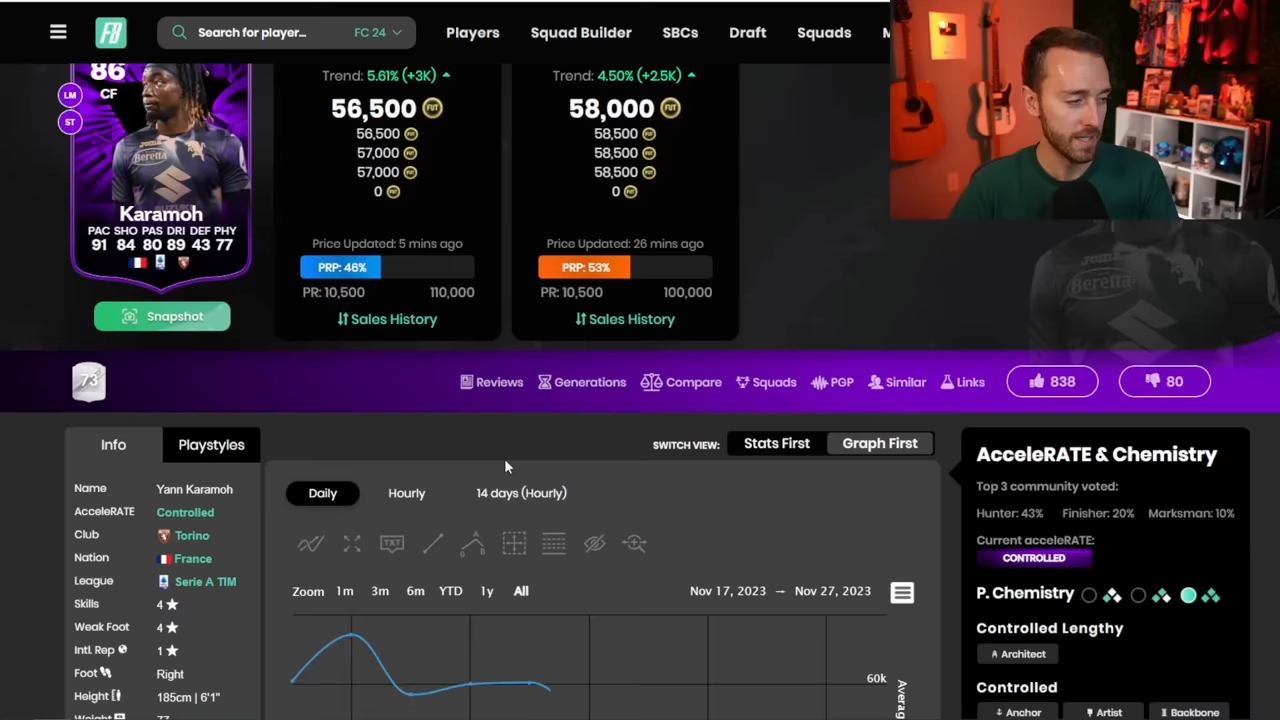 FB
Search for player...
FC 24
Players
Squad Builder
SBCs
Draft
Squads
M
86
CF
LM
ST
Beretta
SUZUKI
Karamoh
PAC SHO PAS DRI DEF PHY
91 84 80 89 43 77
Snapshot
Trend: 5.61% (+3K)
56,500
56,500
57,000
57,000
0
Price Updated: 5 mins ago
PRP: 46%
PR: 10,500
110,000
Sales History
Trend: 4.50% (+2.5K)
58,000
58,500
58,500
58,500
0
Price Updated: 26 mins ago
PRP: 53%
PR: 10,500
100,000
Sales History
Beretta
73
Reviews
Generations
Compare
Squads
PGP
Similar
Links
838
80
Info
Playstyles
SWITCH VIEW:
Stats First
Graph First
Name Yann Karamoh
AcceleRATE Controlled
Club Torino
Nation France
League Serie A TIM
Skills 4
Weak Foot 4
Intl. Rep 1
Foot Right
Height 185cm | 6'1"
Daily
Hourly
14 days (Hourly)
TXT
Zoom 1m 3m 6m YTD 1y All
Nov 17, 2023 → Nov 27, 2023
60k
AcceleRATE & Chemistry
Top 3 community voted:
Hunter: 43% Finisher: 20% Marksman: 10%
Current acceleRATE:
CONTROLLED
P. Chemistry
Controlled Lengthy
Architect
Controlled
Anchor
Artist
Backbone